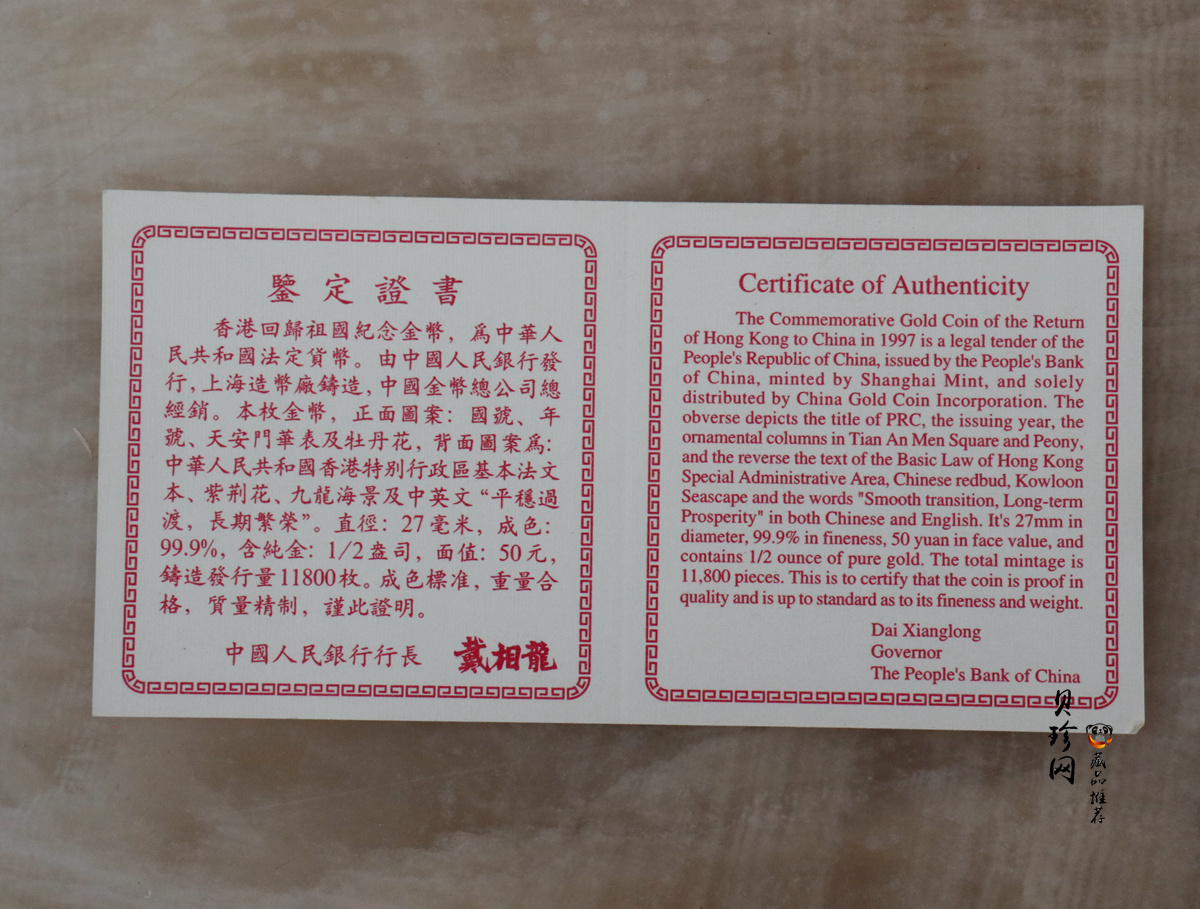 鑒定證書
香港回歸祖國紀念金幣，爲中華人
民共和國法定貨幣。由中國人民銀行發
行，上海造幣廠鑄造，中國金幣總公司總
經銷。本枚金幣，正面圖案：國號、年
號、天安門華表及牡丹花，背面圖案爲：
中華人民共和國香港特别行政區基本法文
本、紫荆花、九龍海景及中英文“平穩過
渡，長期繁榮”。直徑：27毫米，成色：
99.9%，含純金：1/2盎司，面值：50元，
鑄造發行量11800枚。成色標准，重量合
格，質量精制，謹此證明。
中國人民銀行行長 戴相龍
Certificate of Authenticity
The Commemorative Gold Coin of the Return
of Hong Kong to China in 1997 is a legal tender of the
People's Republic of China, issued by the People's Bank
of China, minted by Shanghai Mint, and solely
distributed by China Gold Coin Incorporation. The
obverse depicts the title of PRC, the issuing year, the
ornamental columns in Tian An Men Square and Peony,
and the reverse the text of the Basic Law of Hong Kong
Special Administrative Area, Chinese redbud, Kowloon
Seascape and the words "Smooth transition, Long-term
Prosperity" in both Chinese and English. It's 27mm in
diameter, 99.9% in fineness, 50 yuan in face value, and
contains 1/2 ounce of pure gold. The total mintage is
11,800 pieces. This is to certify that the coin is proof in
quality and is up to standard as to its fineness and weight.
Dai Xianglong
Governor
The People's Bank of China
贝珍网
藏品推荐